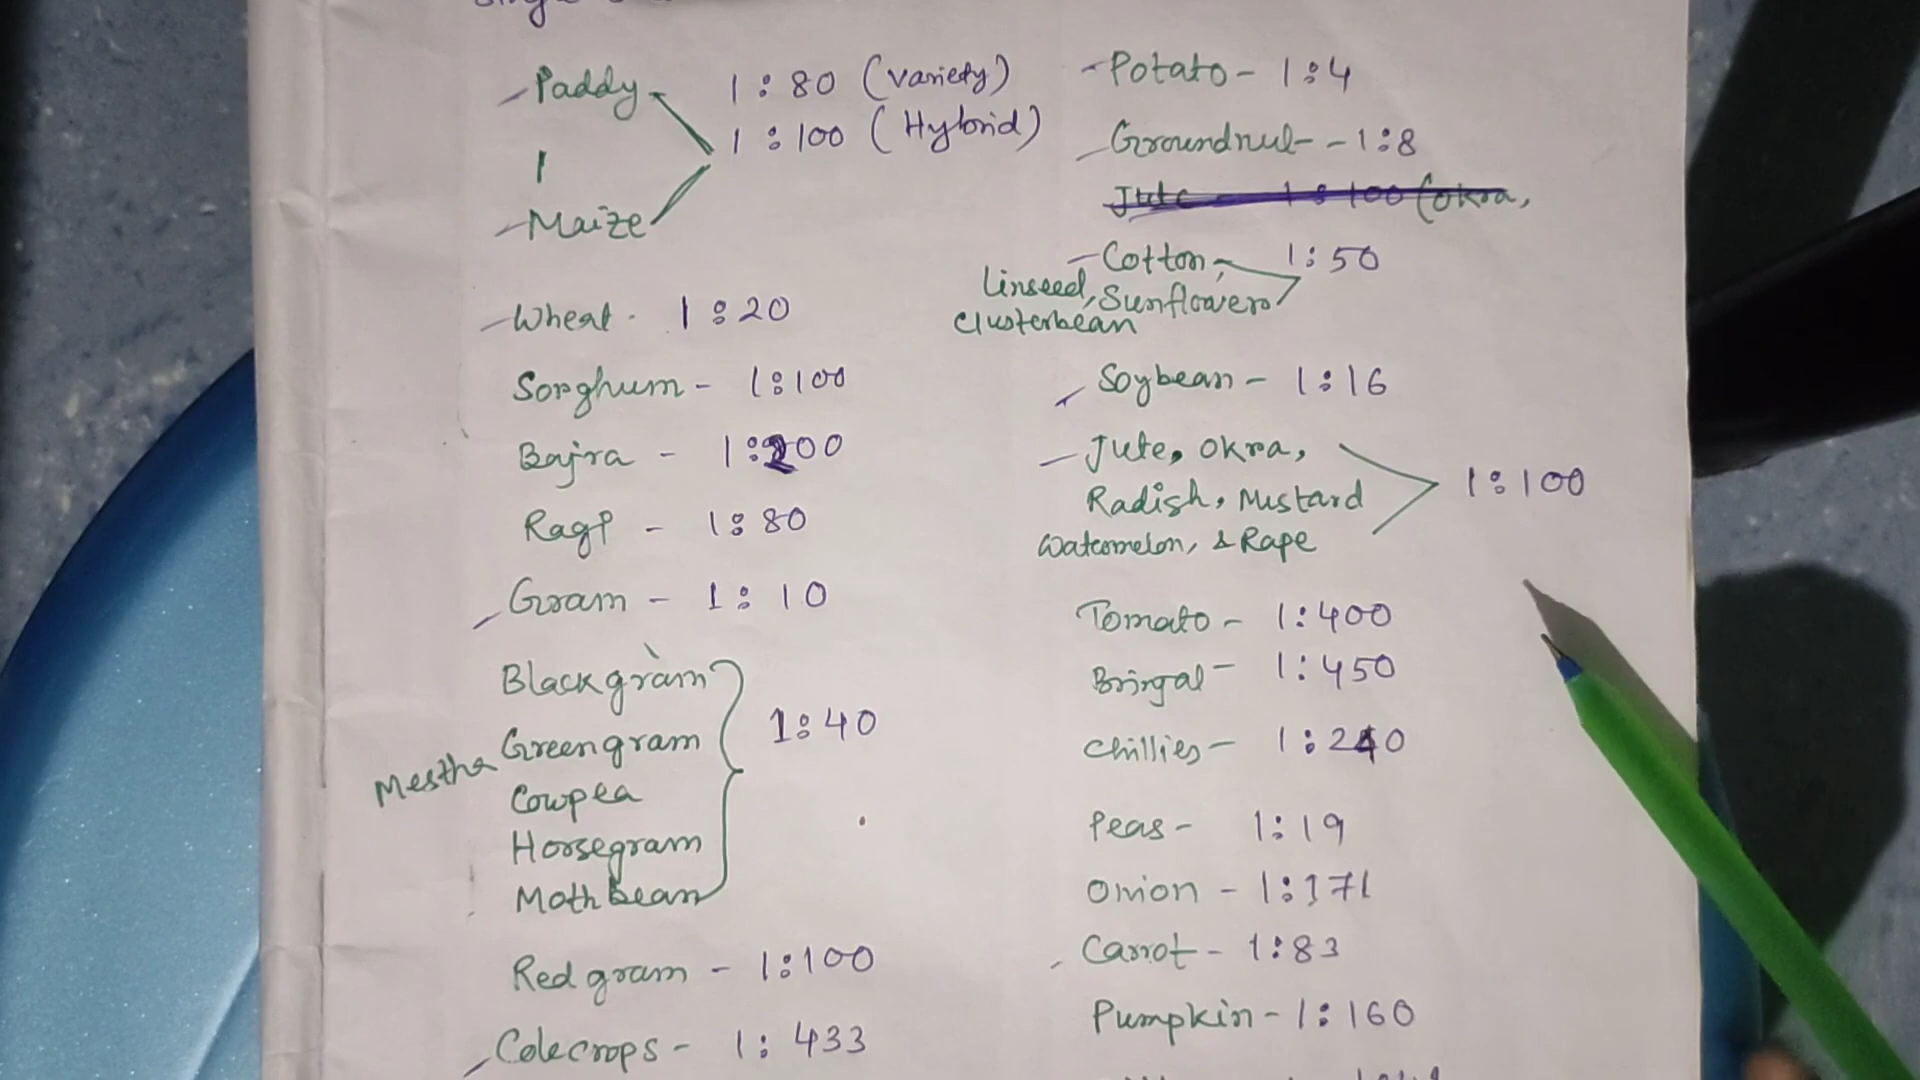 Single
Paddy 1:80 (Variety)
1:100 (Hybrid)
Maize
Wheat - 1:20
Sorghum - 1:100
Bajra - 1:200
Ragi - 1:80
Gram - 1:10
Blackgram
Greengram 1:40
Mestha
Cowpea
Horsegram
Mothbean
Redgram - 1:100
Colecrops - 1:433
Potato - 1:4
Groundnut - 1:8
Jute - 1:100 (Okra,
Cotton, 1:50
Linseed, Sunflower
Clusterbean
Soybean - 1:16
Jute, Okra,
Radish, Mustard 1:100
Watermelon, & Rape
Tomato - 1:400
Bringal - 1:450
Chillies - 1:240
Peas - 1:19
Onion - 1:171
Carrot - 1:83
Pumpkin - 1:160